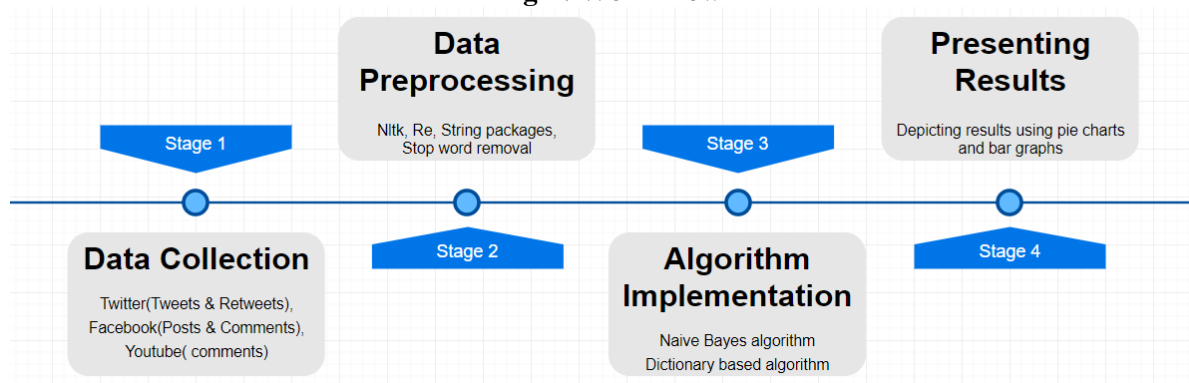 Stage 1
Data Collection
Twitter(Tweets & Retweets),
Facebook(Posts & Comments),
Youtube( comments)
Data
Preprocessing
Nltk, Re, String packages,
Stop word removal
Stage 2
Stage 3
Algorithm
Implementation
Naive Bayes algorithm
Dictionary based algorithm
Presenting
Results
Depicting results using pie charts
and bar graphs
Stage 4